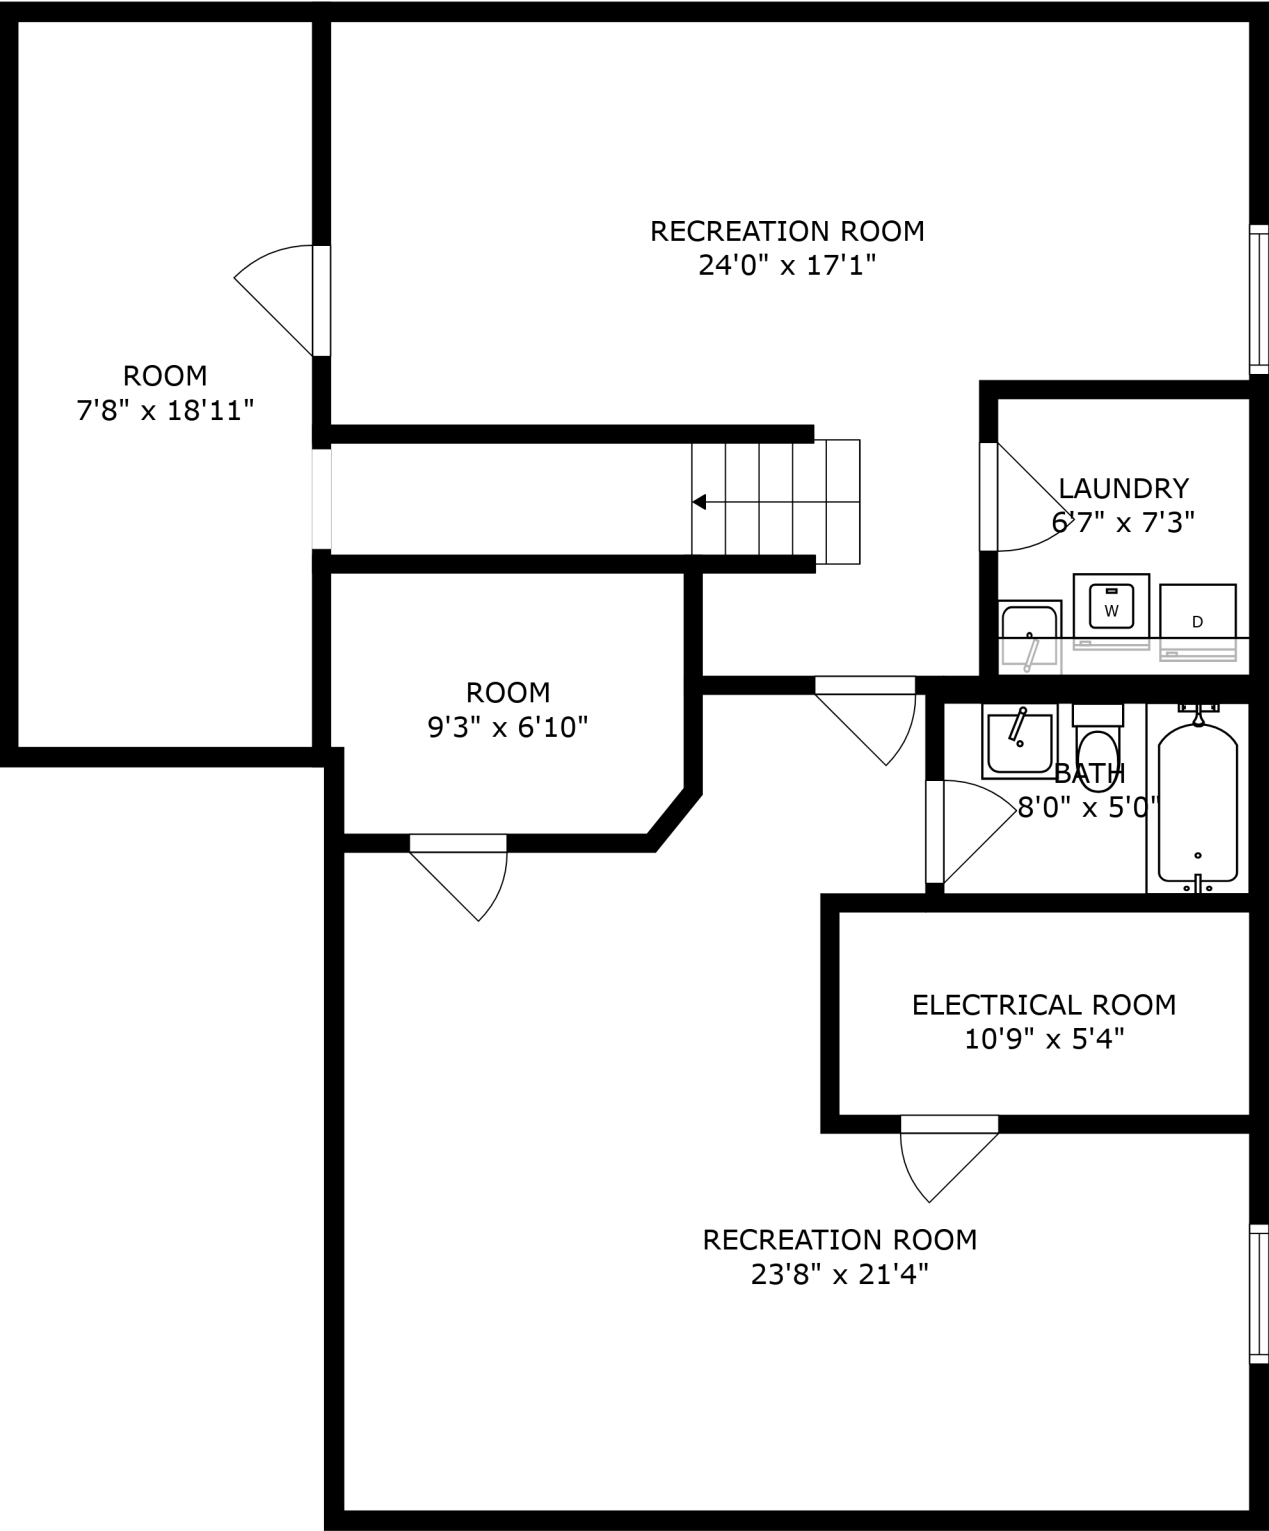 RECREATION ROOM
24'0" x 17'1"
ROOM
7'8" x 18'11"
LAUNDRY
6'7" x 7'3"
W
D
ROOM
9'3" x 6'10"
BATH
8'0" x 5'0"
ELECTRICAL ROOM
10'9" x 5'4"
RECREATION ROOM
23'8" x 21'4"